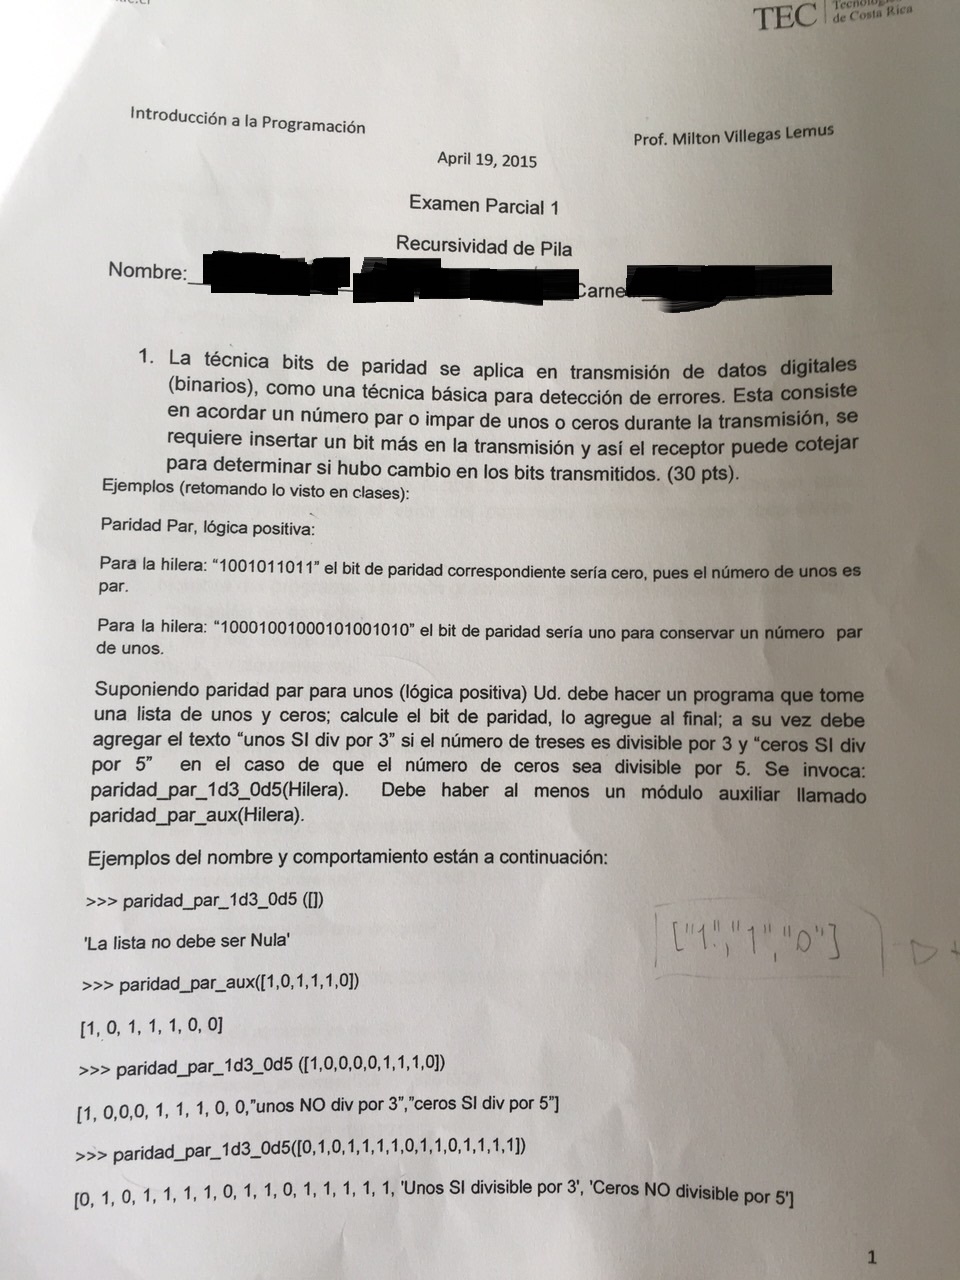 TEC
de Costa Rica
Introducción a la Programación
Prof. Milton Villegas Lemus
April 19, 2015
Examen Parcial 1
Recursividad de Pila
Nombre:
Carne
1. La técnica bits de paridad se aplica en transmisión de datos digitales
(binarios), como una técnica básica para detección de errores. Esta consiste
en acordar un número par o impar de unos o ceros durante la transmisión, se
requiere insertar un bit más en la transmisión y así el receptor puede cotejar
para determinar si hubo cambio en los bits transmitidos. (30 pts).
Ejemplos (retomando lo visto en clases):
Paridad Par, lógica positiva:
Para la hilera: “1001011011” el bit de paridad correspondiente sería cero, pues el número de unos es
par.
Para la hilera: “10001001000101001010” el bit de paridad sería uno para conservar un número par
de unos.
Suponiendo paridad par para unos (lógica positiva) Ud. debe hacer un programa que tome
una lista de unos y ceros; calcule el bit de paridad, lo agregue al final; a su vez debe
agregar el texto “unos SI div por 3” si el número de treses es divisible por 3 y “ceros SI div
por 5” en el caso de que el número de ceros sea divisible por 5. Se invoca:
paridad_par_1d3_0d5(Hilera). Debe haber al menos un módulo auxiliar llamado
paridad_par_aux(Hilera).
Ejemplos del nombre y comportamiento están a continuación:
>>> paridad_par_1d3_0d5 ([])
'La lista no debe ser Nula'
["1","1","0"]
>>> paridad_par_aux([1,0,1,1,1,0])
[1, 0, 1, 1, 1, 0, 0]
>>> paridad_par_1d3_0d5 ([1,0,0,0,0,1,1,1,0])
[1, 0,0,0, 1, 1, 1, 0, 0,”unos NO div por 3”,”ceros SI div por 5”]
>>> paridad_par_1d3_0d5([0,1,0,1,1,1,1,0,1,1,0,1,1,1,1])
[0, 1, 0, 1, 1, 1, 1, 0, 1, 1, 0, 1, 1, 1, 1, 1, 'Unos SI divisible por 3', 'Ceros NO divisible por 5']
1